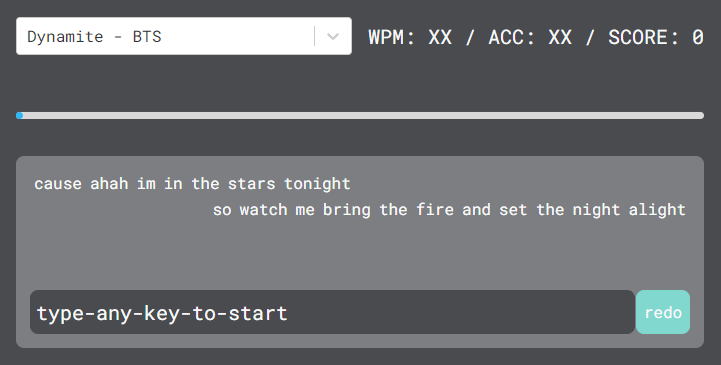 Dynamite - BTS
WPM: XX / ACC: XX / SCORE: 0
cause ahah im in the stars tonight
so watch me bring the fire and set the night alight
type-any-key-to-start
redo